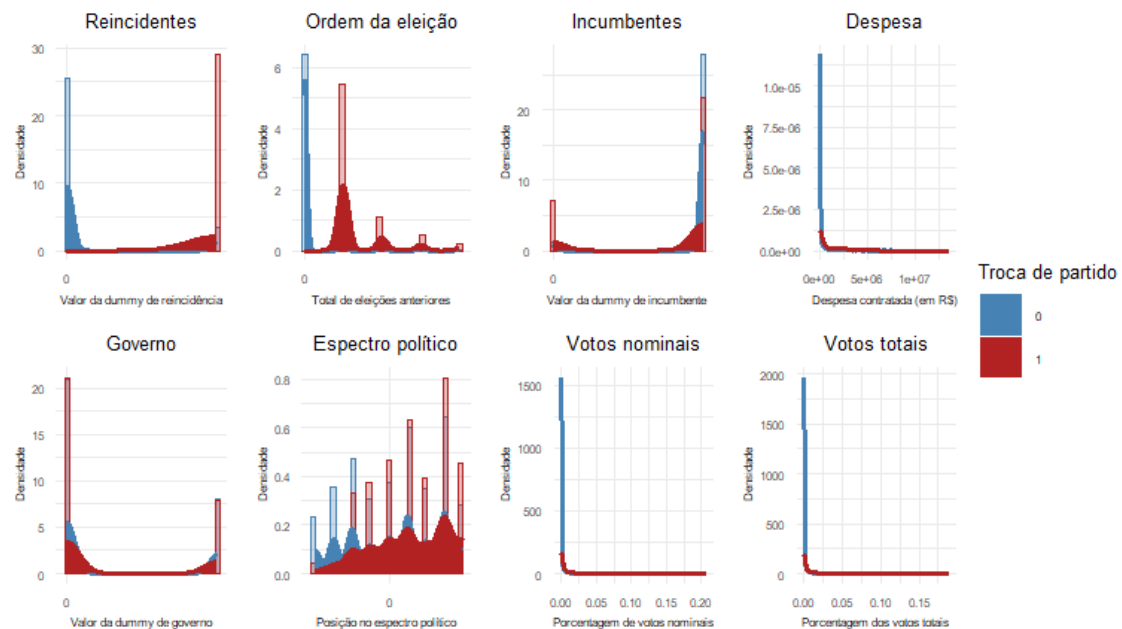 Reincidentes
Ordem da eleição
Incumbentes
Despesa
30
20
10
0
Densidade
0
Valor da dummy de reincidência
6
4
2
0
Densidade
0
Total de eleições anteriores
20
10
0
Densidade
0
Valor da dummy de incumbente
1.0e-05
7.5e-06
5.0e-06
2.5e-06
0.0e+00
Densidade
0e+00 5e+06 1e+07
Despesa contratada (em R$)
Troca de partido
0
1
Governo
Espectro político
Votos nominais
Votos totais
20
15
10
5
0
Densidade
0
Valor da dummy de governo
0.8
0.6
0.4
0.2
0.0
Densidade
0
Posição no espectro político
1500
1000
500
0
Densidade
0.00 0.05 0.10 0.15 0.20
Porcentagem de votos nominais
2000
1500
1000
500
0
Densidade
0.00 0.05 0.10 0.15
Porcentagem dos votos totais